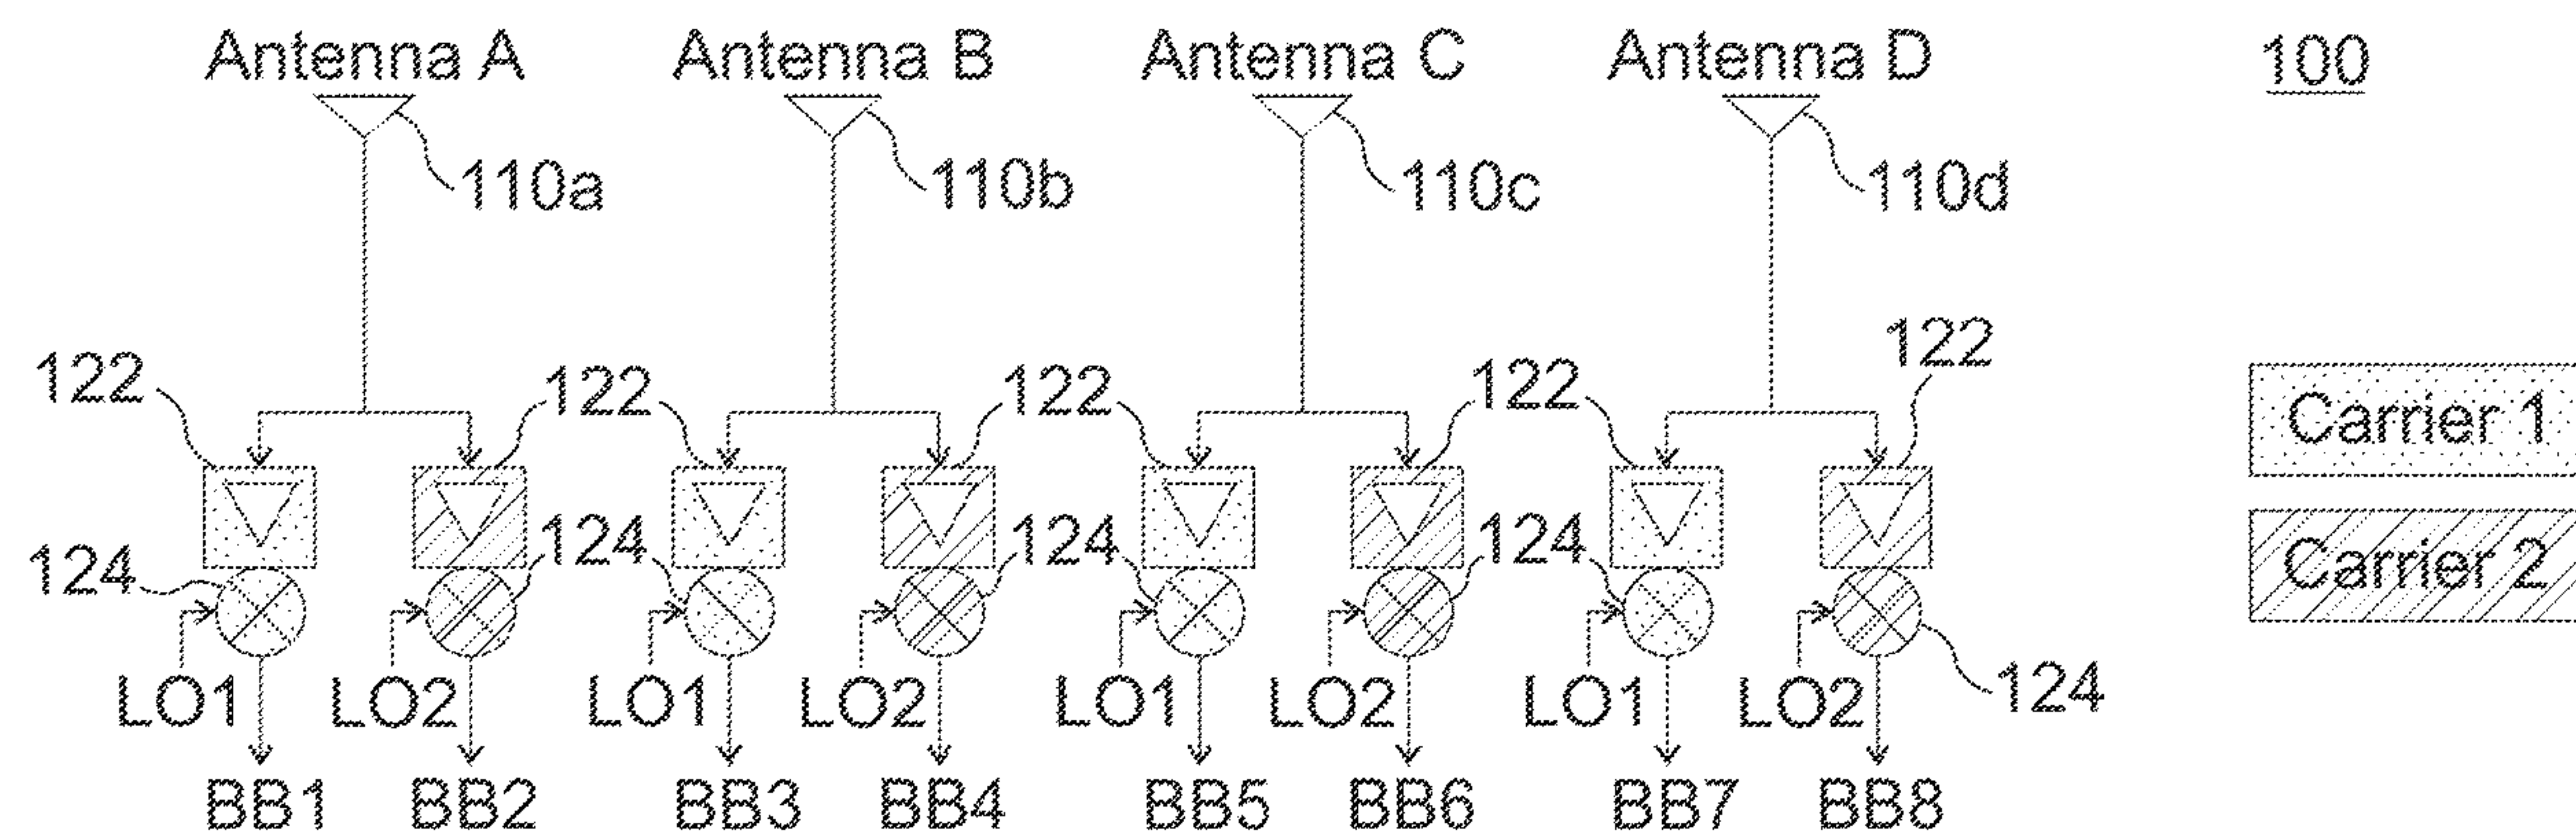 Antenna A Antenna B Antenna C Antenna D 100
110a 110b 110c 110d
122 122 122 122 122
Carrier 1
124 124 124 124 124
Carrier 2
LO1 LO2 LO1 LO2 LO1 LO2 LO1 LO2
BB1 BB2 BB3 BB4 BB5 BB6 BB7 BB8